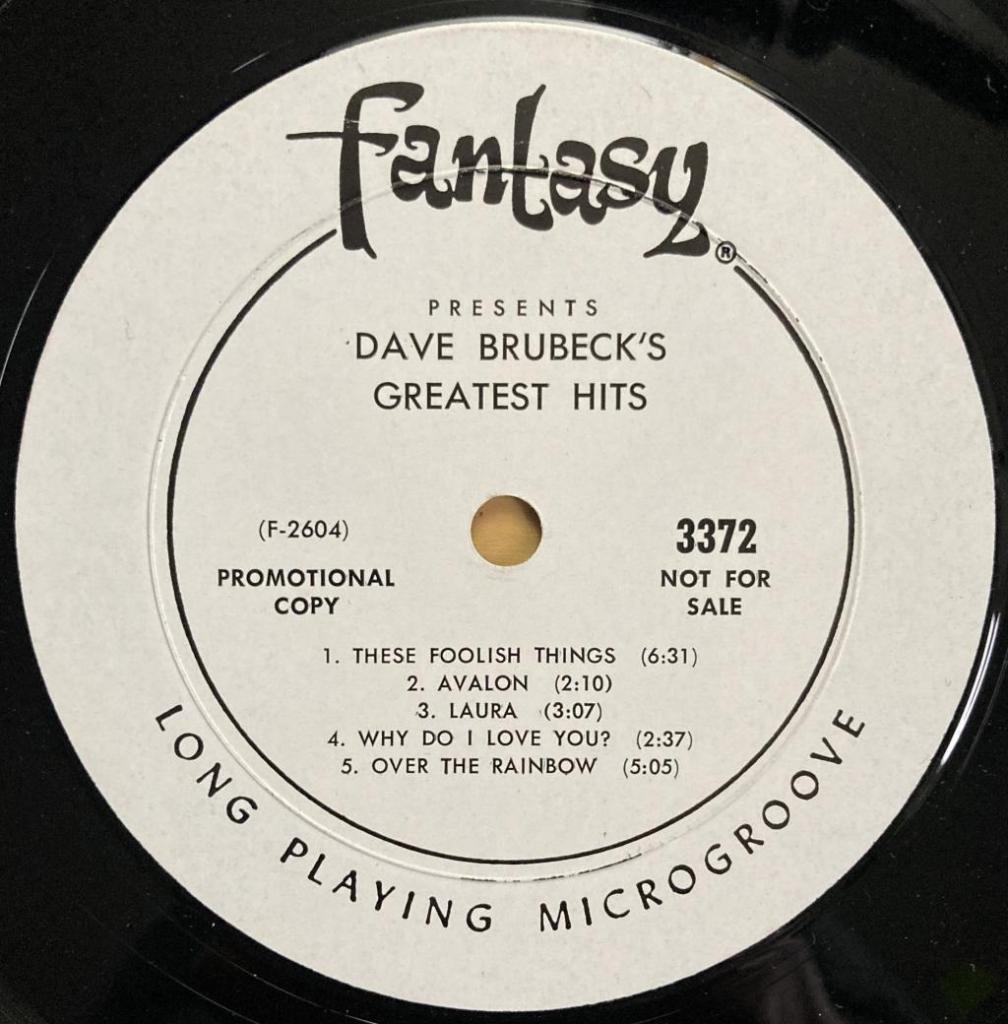 fantasy®
PRESENTS
DAVE BRUBECK'S
GREATEST HITS
(F-2604)
PROMOTIONAL
COPY
3372
NOT FOR
SALE
1. THESE FOOLISH THINGS (6:31)
2. AVALON (2:10)
3. LAURA (3:07)
4. WHY DO I LOVE YOU? (2:37)
5. OVER THE RAINBOW (5:05)
LONG PLAYING MICROGROOVE